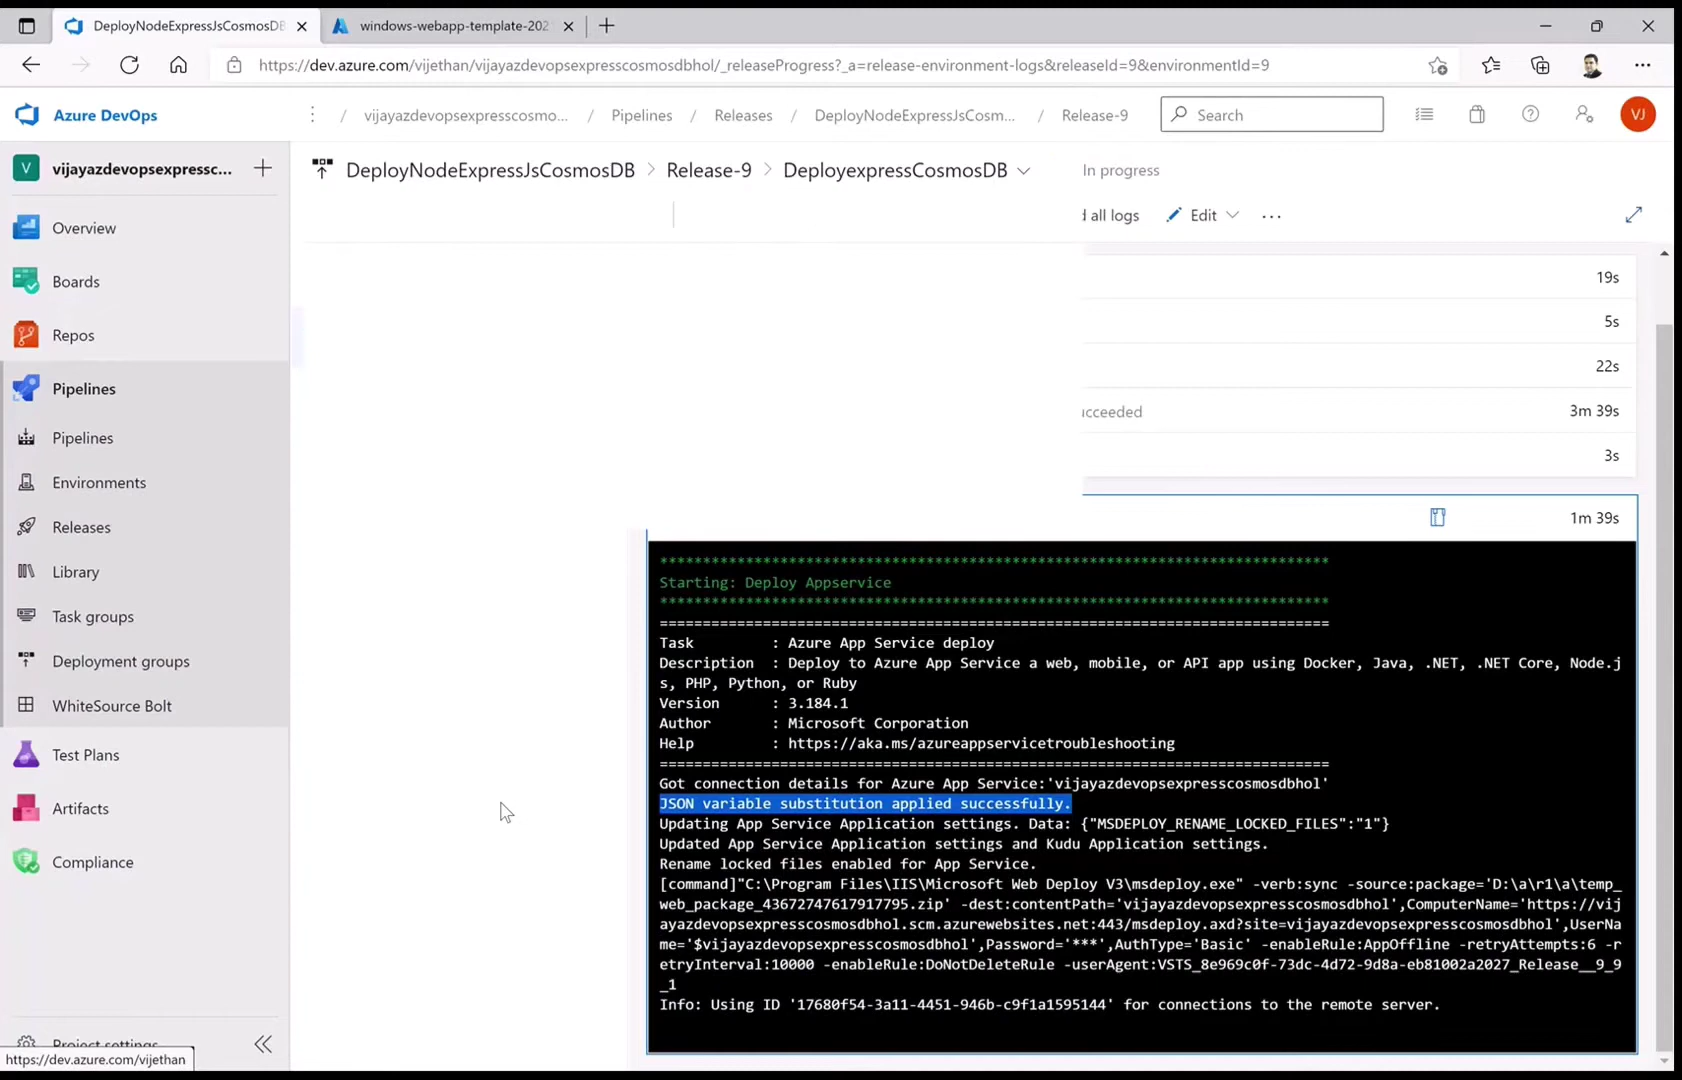 DeployNodeExpressJsCosmosDB
windows-webapp-template-202
https://dev.azure.com/vijethan/vijayazdevopsexpresscosmosdbhol/_releaseProgress?_a=release-environment-logs&releaseId=9&environmentId=9
Azure DevOps
/ vijayazdevopsexpresscosmo... / Pipelines / Releases / DeployNodeExpressJsCosm... / Release-9
Search
VJ
V
vijayazdevopsexpressc...
DeployNodeExpressJsCosmosDB > Release-9 > DeployexpressCosmosDB
In progress
d all logs
Edit
...
Overview
Boards
Repos
Pipelines
Pipelines
Environments
Releases
Library
Task groups
Deployment groups
WhiteSource Bolt
Test Plans
Artifacts
Compliance
Project settings
https://dev.azure.com/vijethan
19s
5s
22s
ucceeded
3m 39s
3s
1m 39s
******************************************************************************
Starting: Deploy Appservice
******************************************************************************
==============================================================================
Task : Azure App Service deploy
Description : Deploy to Azure App Service a web, mobile, or API app using Docker, Java, .NET, .NET Core, Node.j
s, PHP, Python, or Ruby
Version : 3.184.1
Author : Microsoft Corporation
Help : https://aka.ms/azureappservicetroubleshooting
==============================================================================
Got connection details for Azure App Service:'vijayazdevopsexpresscosmosdbhol'
JSON variable substitution applied successfully.
Updating App Service Application settings. Data: {"MSDEPLOY_RENAME_LOCKED_FILES":"1"}
Updated App Service Application settings and Kudu Application settings.
Rename locked files enabled for App Service.
[command]"C:\Program Files\IIS\Microsoft Web Deploy V3\msdeploy.exe" -verb:sync -source:package='D:\a\r1\a\temp_
web_package_43672747617917795.zip' -dest:contentPath='vijayazdevopsexpresscosmosdbhol',ComputerName='https://vij
ayazdevopsexpresscosmosdbhol.scm.azurewebsites.net:443/msdeploy.axd?site=vijayazdevopsexpresscosmosdbhol',UserNa
me='$vijayazdevopsexpresscosmosdbhol',Password='***',AuthType='Basic' -enableRule:AppOffline -retryAttempts:6 -r
etryInterval:10000 -enableRule:DoNotDeleteRule -userAgent:VSTS_8e969c0f-73dc-4d72-9d8a-eb81002a2027_Release__9_9
_1
Info: Using ID '17680f54-3a11-4451-946b-c9f1a1595144' for connections to the remote server.